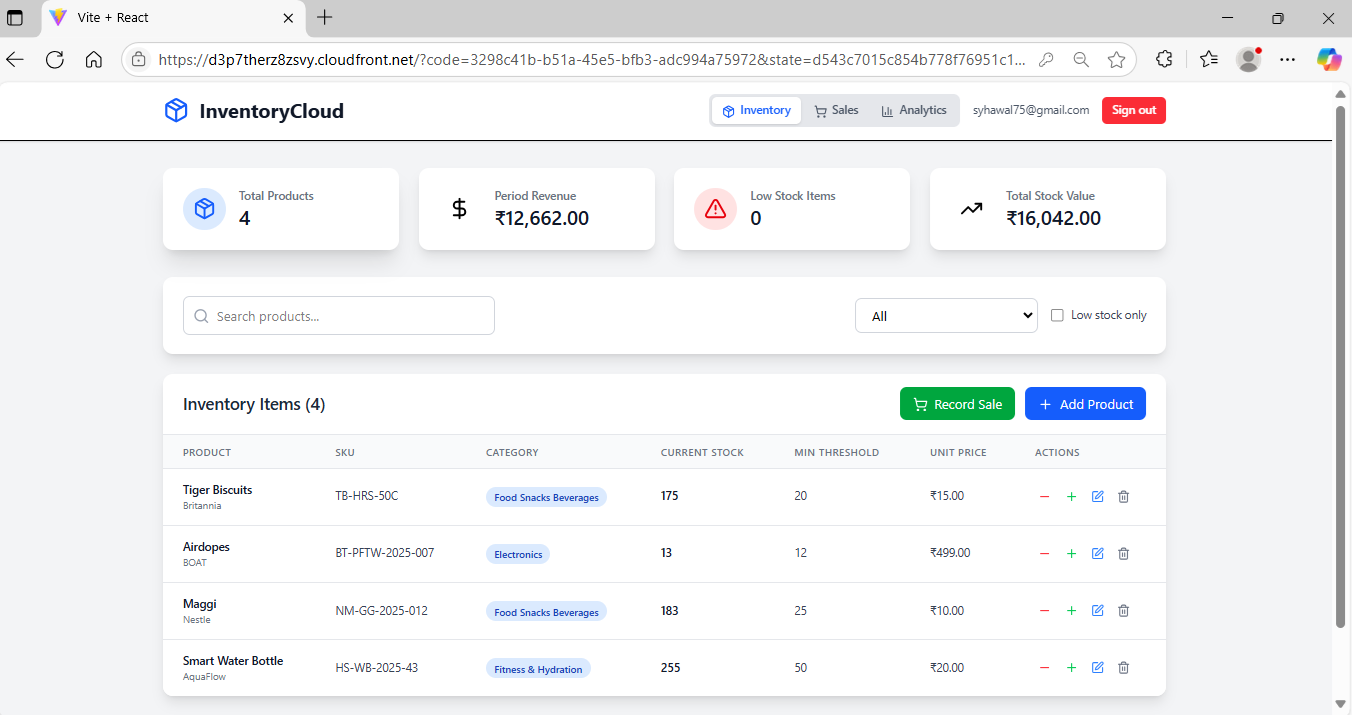 Vite + React
https://d3p7therz8zsvy.cloudfront.net/?code=3298c41b-b51a-45e5-bfb3-adc994a75972&state=d543c7015c854b778f76951c1...
InventoryCloud
Inventory Sales Analytics syhawal75@gmail.com Sign out
Total Products
4
Period Revenue
₹12,662.00
Low Stock Items
0
Total Stock Value
₹16,042.00
Search products...
All
Low stock only
Inventory Items (4)
Record Sale
+ Add Product
PRODUCT SKU CATEGORY CURRENT STOCK MIN THRESHOLD UNIT PRICE ACTIONS
Tiger Biscuits TB-HRS-50C Food Snacks Beverages 175 20 ₹15.00
Britannia
Airdopes BT-PFTW-2025-007 Electronics 13 12 ₹499.00
BOAT
Maggi NM-GG-2025-012 Food Snacks Beverages 183 25 ₹10.00
Nestle
Smart Water Bottle HS-WB-2025-43 Fitness & Hydration 255 50 ₹20.00
AquaFlow